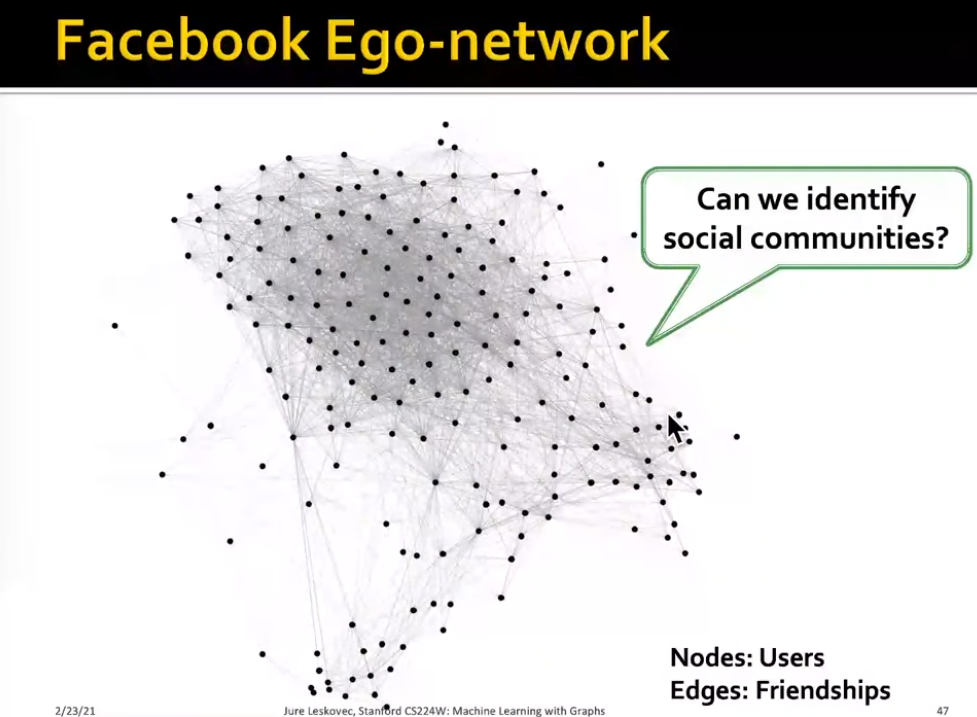 Facebook Ego-network
Can we identify
social communities?
Nodes: Users
Edges: Friendships
2/23/21
Jure Leskovec, Stanford CS224W: Machine Learning with Graphs
47